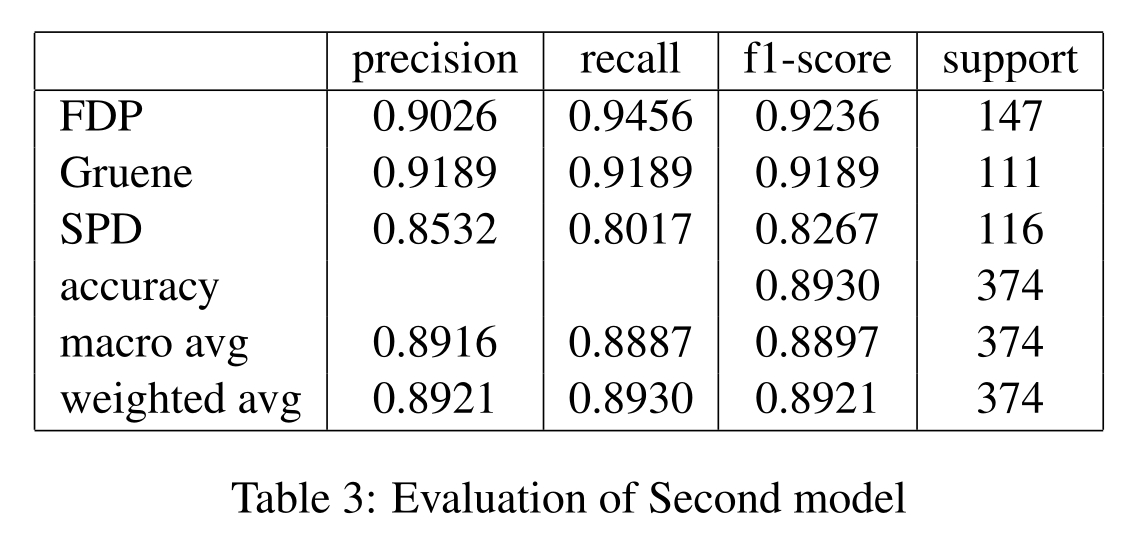 precision recall f1-score support
FDP 0.9026 0.9456 0.9236 147
Gruene 0.9189 0.9189 0.9189 111
SPD 0.8532 0.8017 0.8267 116
accuracy 0.8930 374
macro avg 0.8916 0.8887 0.8897 374
weighted avg 0.8921 0.8930 0.8921 374
Table 3: Evaluation of Second model